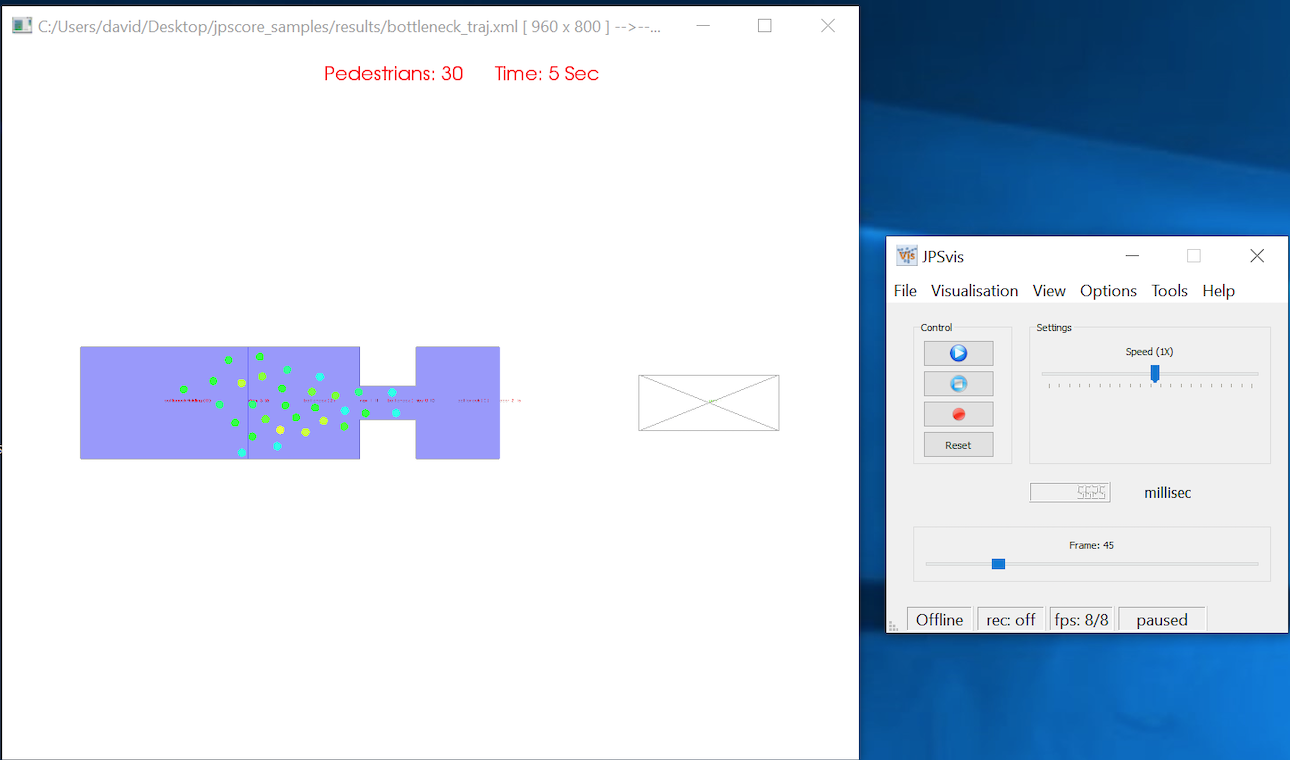 C:/Users/david/Desktop/jpscore_samples/results/bottleneck_traj.xml [ 960 x 800 ] -->--...
Pedestrians: 30 Time: 5 Sec
JPSvis
File Visualisation View Options Tools Help
Control
Settings
Speed (1X)
Reset
5625 millisec
Frame: 45
Offline rec: off fps: 8/8 paused